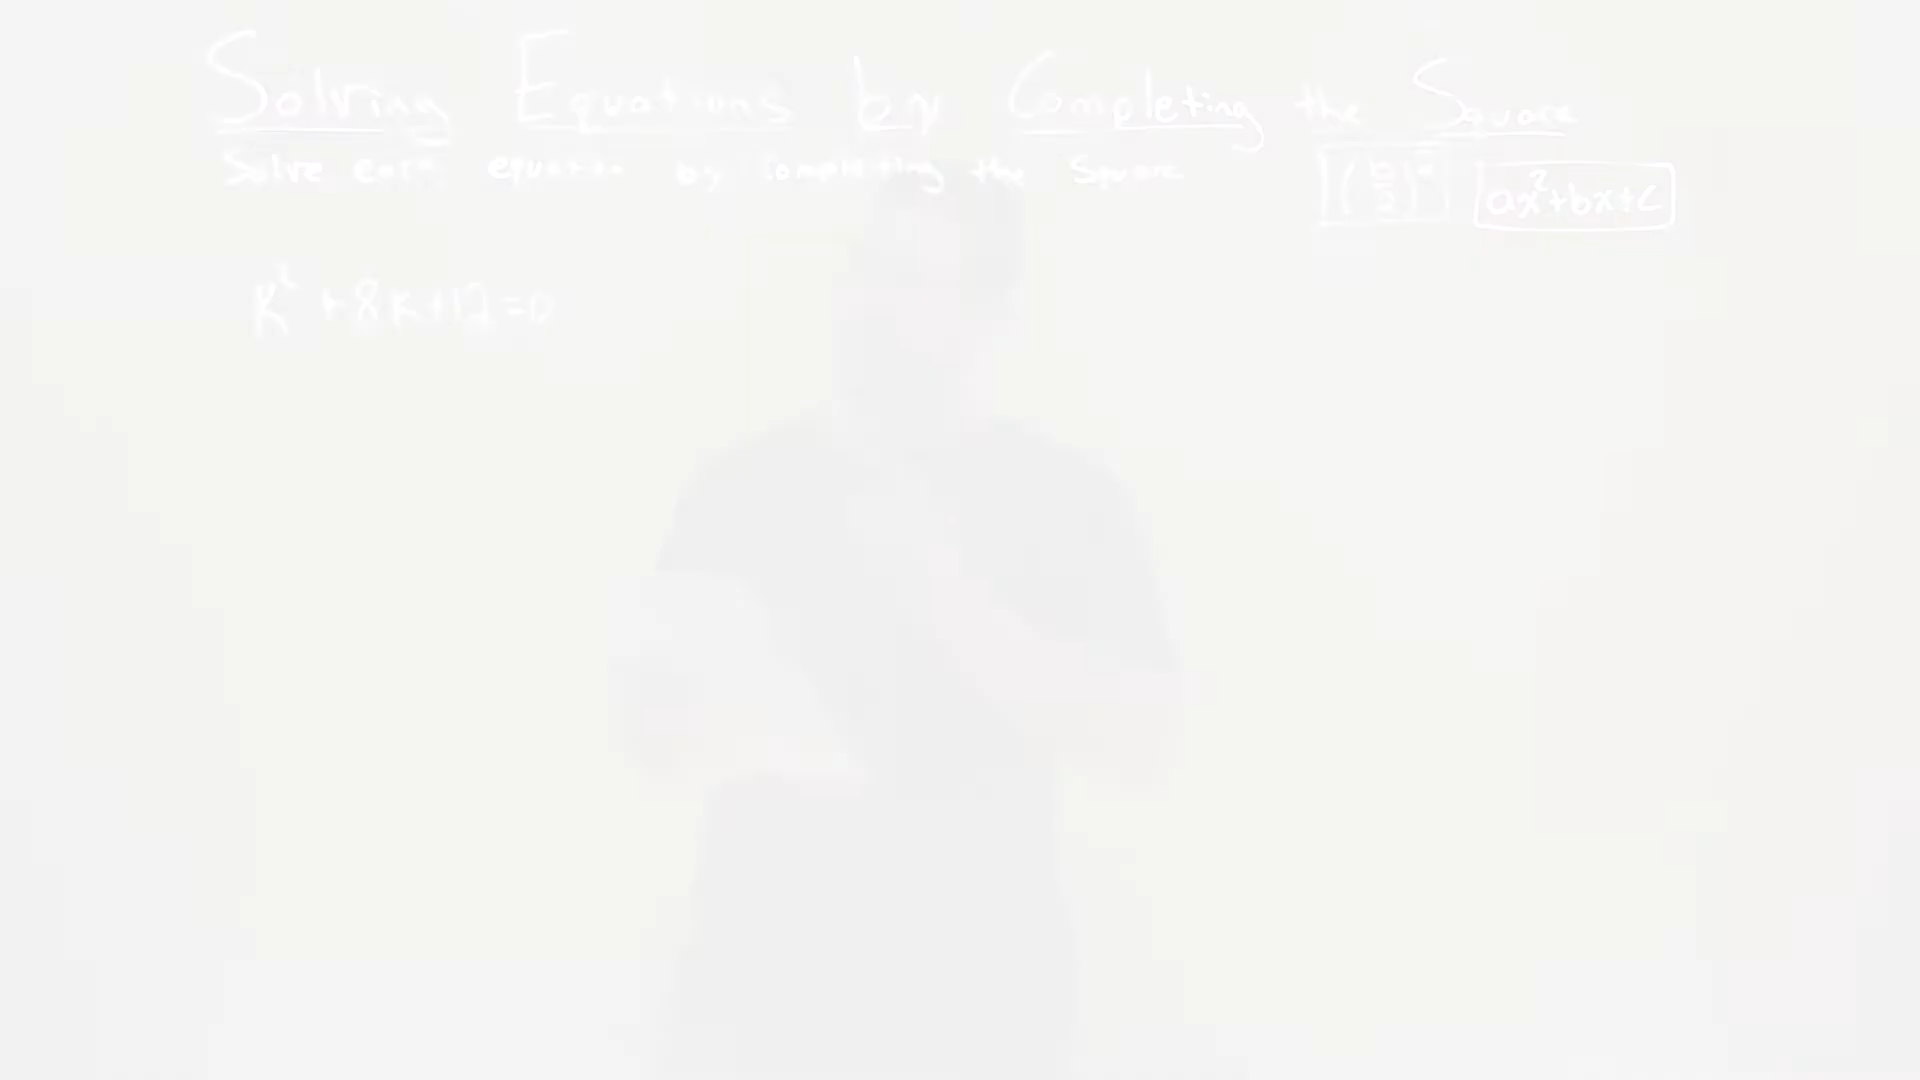 Solving Equations by Completing the Square
Solve each equation by Completing the Square
(b/2)² ax²+bx+c
k²+8k+12=0